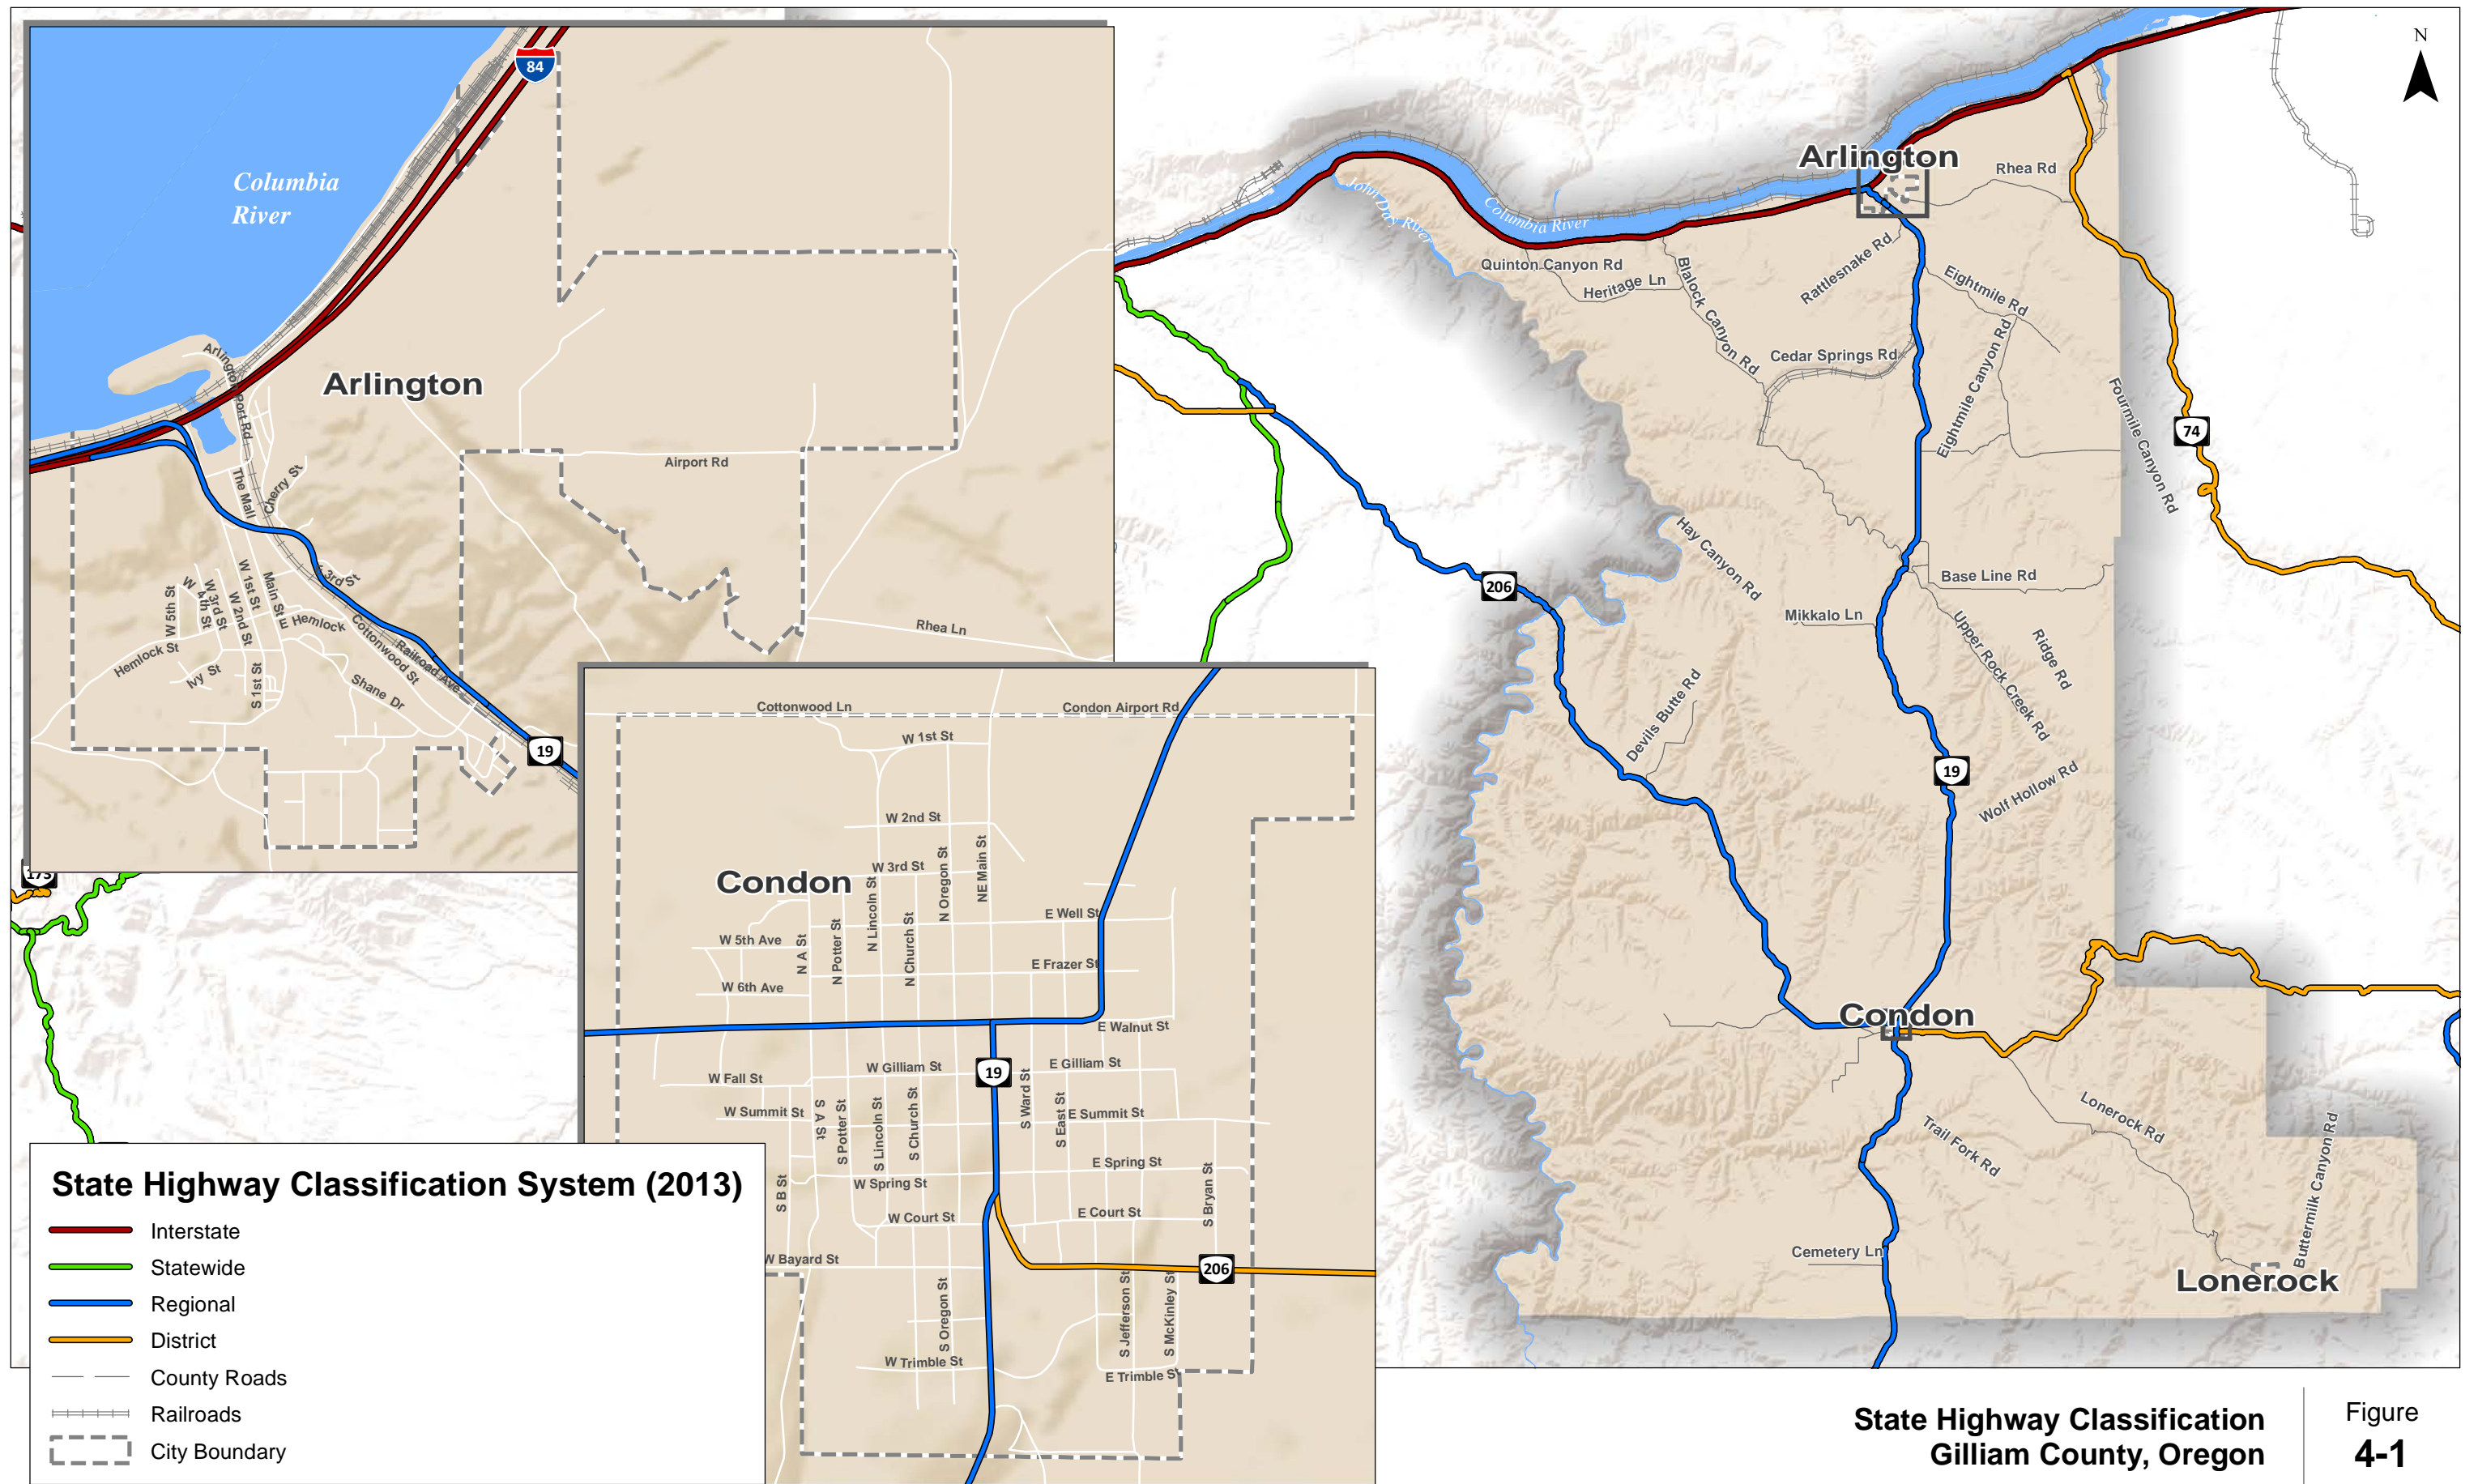 84
Columbia
River
Arlington
Arlington Port Rd
The Mall
Cherry St
Airport Rd
3rd St
W 5th St
W 4th St
W 3rd St
W 2nd St
W 1st St
Main St
E Hemlock
Cottonwood St
Railroad Ave
Hemlock St
Ivy St
S 1st St
Shane Dr
Rhea Ln
19
Cottonwood Ln
Condon Airport Rd
W 1st St
W 2nd St
W 3rd St
Condon
N Lincoln St
N Oregon St
NE Main St
N Church St
N Potter St
N A St
W 5th Ave
W 6th Ave
E Well St
E Frazer St
E Walnut St
W Gilliam St
19
E Gilliam St
W Fall St
W Summit St
S A St
S Potter St
S Lincoln St
S Church St
S Ward St
S East St
E Summit St
E Spring St
W Spring St
S B St
S Bryan St
W Court St
E Court St
W Bayard St
206
S Oregon St
S Jefferson St
S McKinley St
W Trimble St
E Trimble St
N
Arlington
Rhea Rd
John Day River
Columbia River
Quinton Canyon Rd
Heritage Ln
Blalock Canyon Rd
Rattlesnake Rd
Eightmile Rd
Cedar Springs Rd
Eightmile Canyon Rd
Fourmile Canyon Rd
74
Hay Canyon Rd
206
Base Line Rd
Mikkalo Ln
Upper Rock Creek Rd
Ridge Rd
Devils Butte Rd
19
Wolf Hollow Rd
Condon
Trail Fork Rd
Lonerock Rd
Buttermilk Canyon Rd
Cemetery Ln
Lonerock
State Highway Classification System (2013)
Interstate
Statewide
Regional
District
County Roads
Railroads
City Boundary
State Highway Classification
Gilliam County, Oregon
Figure
4-1